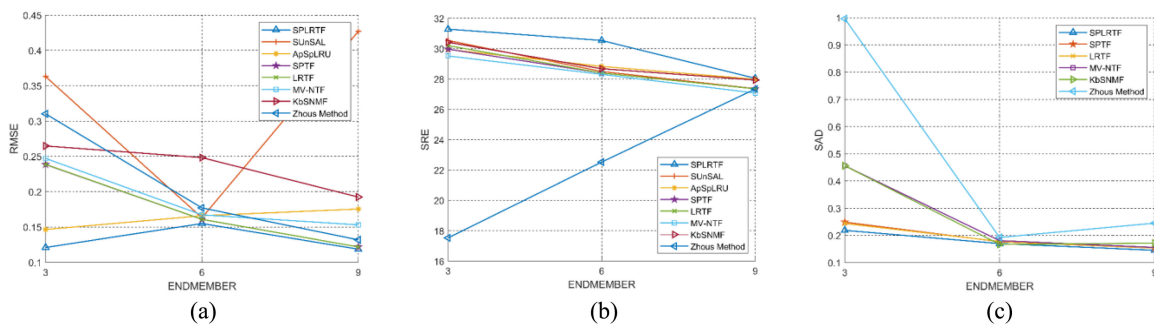 0.45
0.4
0.35
0.3
0.25
0.2
0.15
0.1
RMSE
3
6
9
ENDMEMBER
SPLRTF
SUnSAL
ApSpLRU
SPTF
LRTF
MV-NTF
KbSNMF
Zhous Method
(a)
32
30
28
26
24
22
20
18
16
SRE
3
6
9
ENDMEMBER
SPLRTF
SUnSAL
ApSpLRU
SPTF
LRTF
MV-NTF
KbSNMF
Zhous Method
(b)
1
0.9
0.8
0.7
0.6
0.5
0.4
0.3
0.2
0.1
SAD
3
6
9
ENDMEMBER
SPLRTF
SPTF
LRTF
MV-NTF
KbSNMF
Zhous Method
(c)